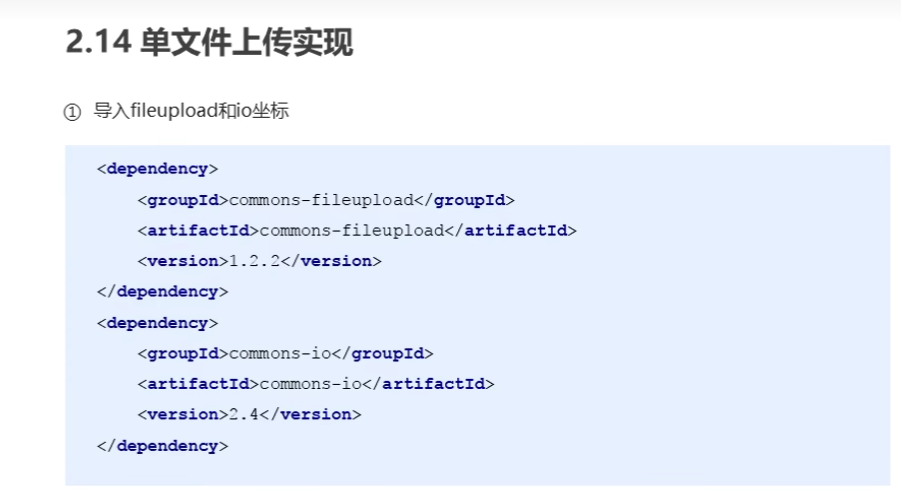 2.14 单文件上传实现
① 导入fileupload和io坐标
<dependency>
<groupId>commons-fileupload</groupId>
<artifactId>commons-fileupload</artifactId>
<version>1.2.2</version>
</dependency>
<dependency>
<groupId>commons-io</groupId>
<artifactId>commons-io</artifactId>
<version>2.4</version>
</dependency>